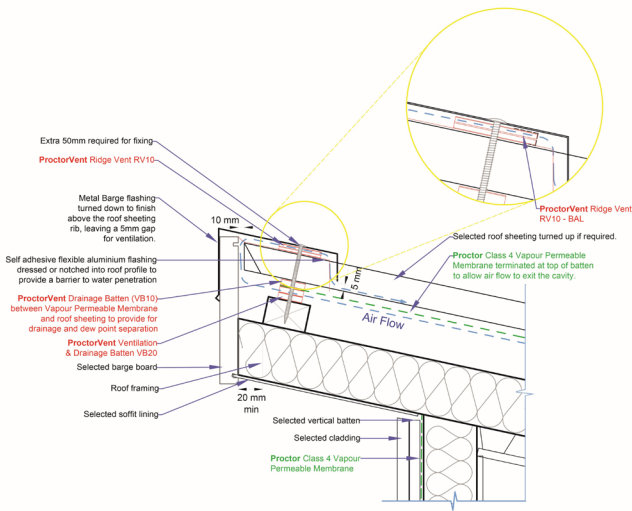 Extra 50mm required for fixing
ProctorVent Ridge Vent RV10
Metal Barge flashing
turned down to finish
above the roof sheeting
rib, leaving a 5mm gap
for ventilation.
10 mm
Self adhesive flexible aluminium flashing
dressed or notched into roof profile to
provide a barrier to water penetration
ProctorVent Drainage Batten (VB10)
between Vapour Permeable Membrane
and roof sheeting to provide for
drainage and dew point separation
ProctorVent Ventilation
& Drainage Batten VB20
Selected barge board
Roof framing
Selected soffit lining
20 mm
min
5 mm
Air Flow
ProctorVent Ridge Vent
RV10 - BAL
Selected roof sheeting turned up if required.
Proctor Class 4 Vapour Permeable
Membrane terminated at top of batten
to allow air flow to exit the cavity.
Selected vertical batten
Selected cladding
Proctor Class 4 Vapour
Permeable Membrane